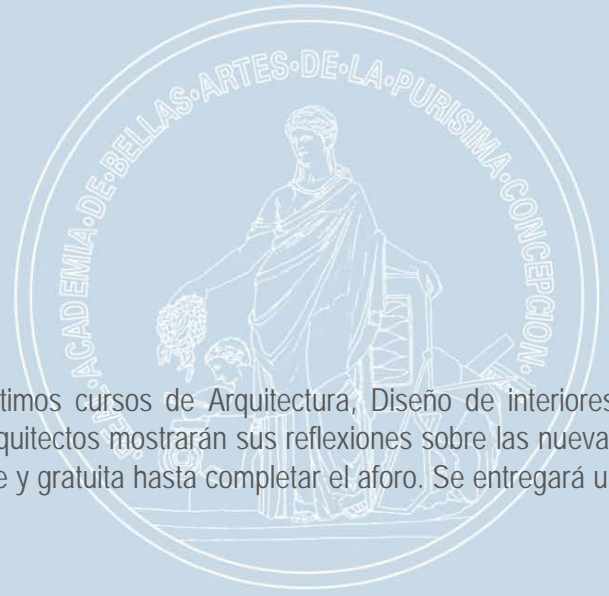 REAL·ACADEMIA·DE·BELLAS·ARTES·DE·LA·PURISIMA·CONCEPCION·
timos cursos de Arquitectura, Diseño de interiores
quitectos mostrarán sus reflexiones sobre las nueva
e y gratuita hasta completar el aforo. Se entregará u